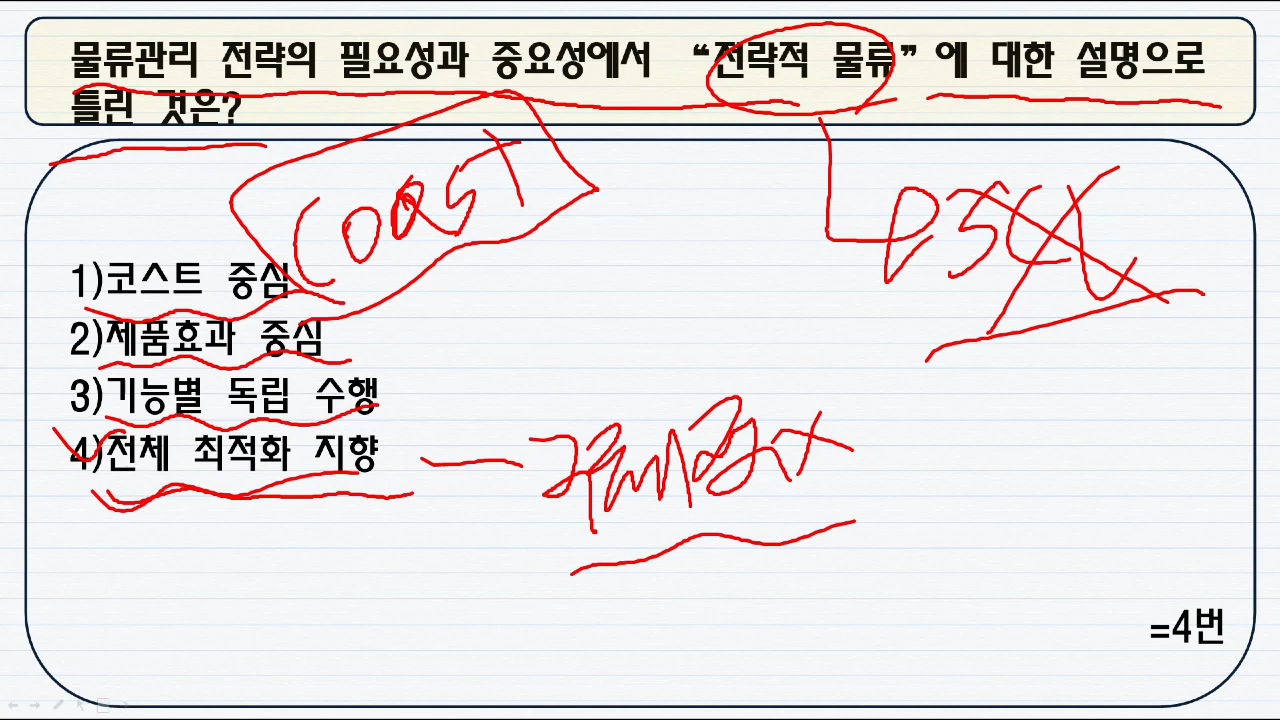 물류관리 전략의 필요성과 중요성에서 “전략적 물류”에 대한 설명으로
틀린 것은?
1)코스트 중심
2)제품효과 중심
3)기능별 독립 수행
4)전체 최적화 지향
=4번